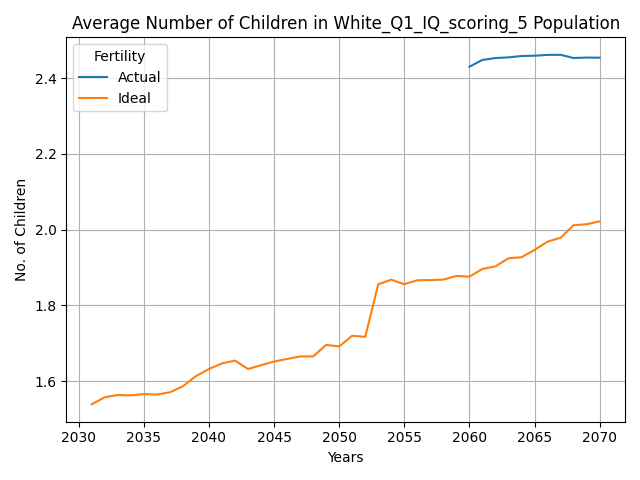 Average Number of Children in White_Q1_IQ_scoring_5 Population
Fertility
Actual
Ideal
No. of Children
2.4
2.2
2.0
1.8
1.6
2030 2035 2040 2045 2050 2055 2060 2065 2070
Years